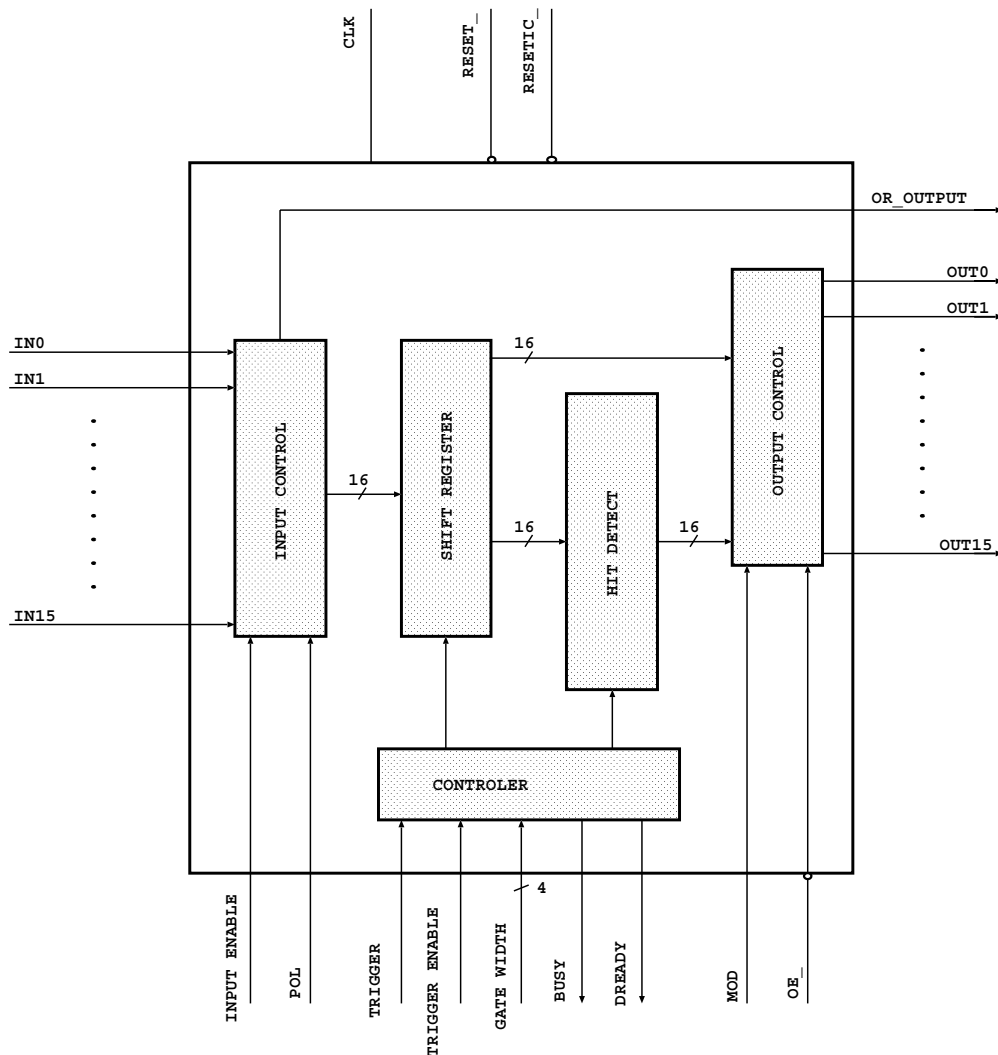 CLK
RESET_
RESETIC_
OR_OUTPUT
OUT0
OUT1
IN0
IN1
16
16
16
16
INPUT CONTROL
SHIFT REGISTER
HIT DETECT
OUTPUT CONTROL
OUT15
IN15
CONTROLER
4
INPUT ENABLE
POL
TRIGGER
TRIGGER ENABLE
GATE WIDTH
BUSY
DREADY
MOD
OE_